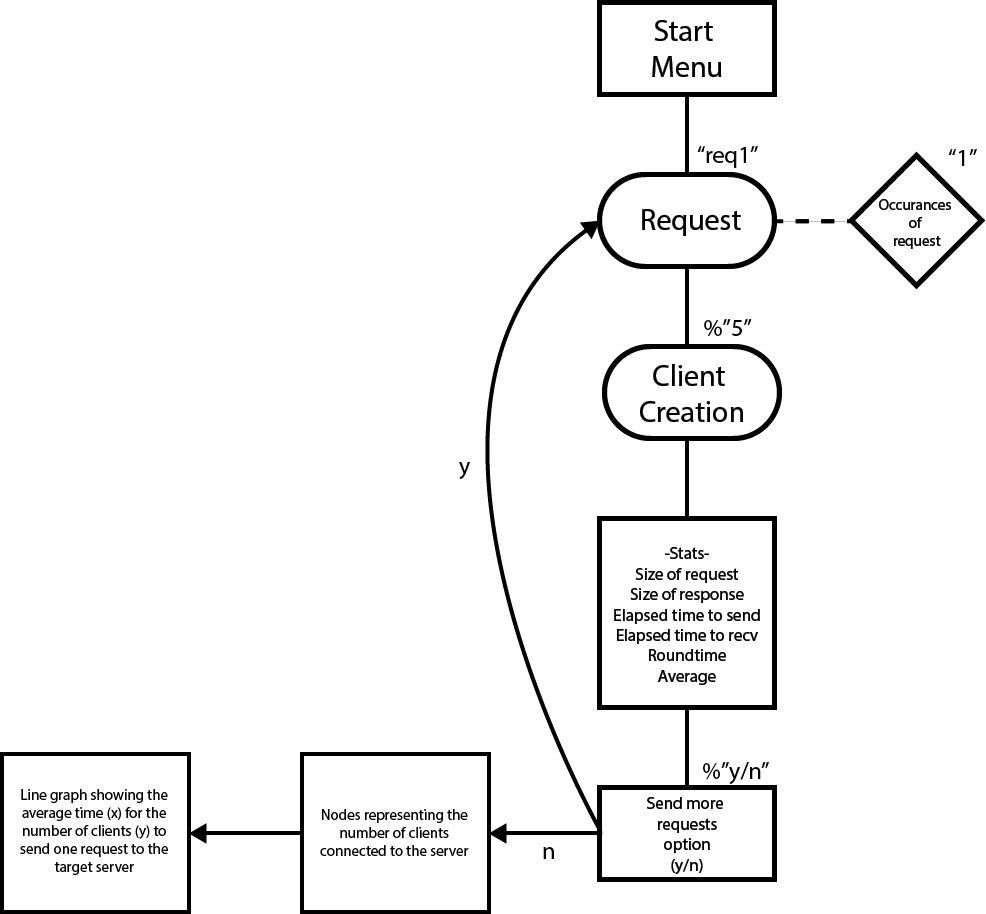 Start
Menu
“req1”
“1”
Request
Occurances
of
request
%”5”
Client
Creation
y
-Stats-
Size of request
Size of response
Elapsed time to send
Elapsed time to recv
Roundtime
Average
%”y/n”
Send more
requests
option
(y/n)
n
Nodes representing the
number of clients
connected to the server
Line graph showing the
average time (x) for the
number of clients (y) to
send one request to the
target server